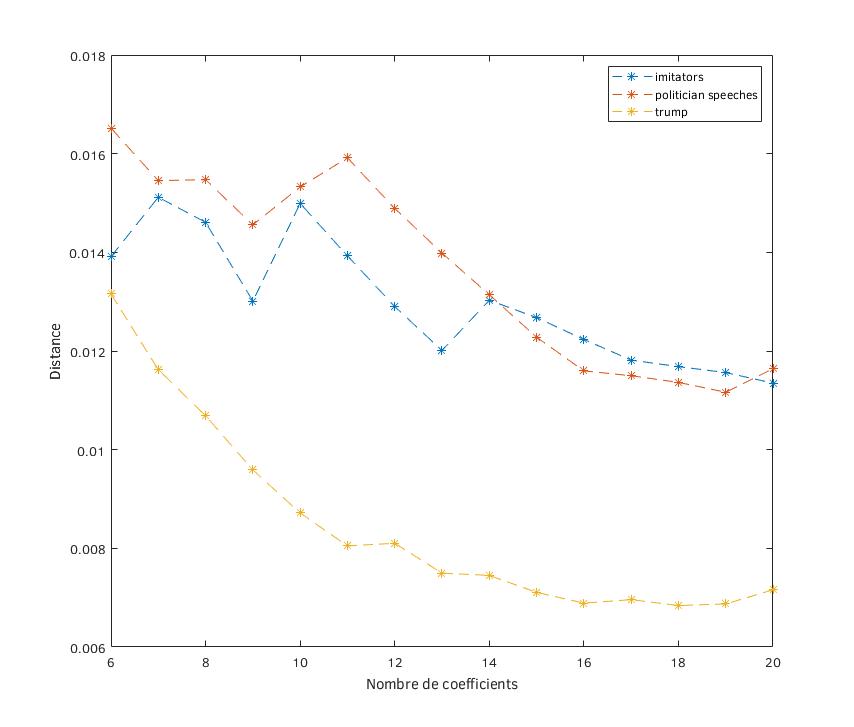 0.018
0.016
0.014
0.012
0.01
0.008
0.006
Distance
imitators
politician speeches
trump
6 8 10 12 14 16 18 20
Nombre de coefficients